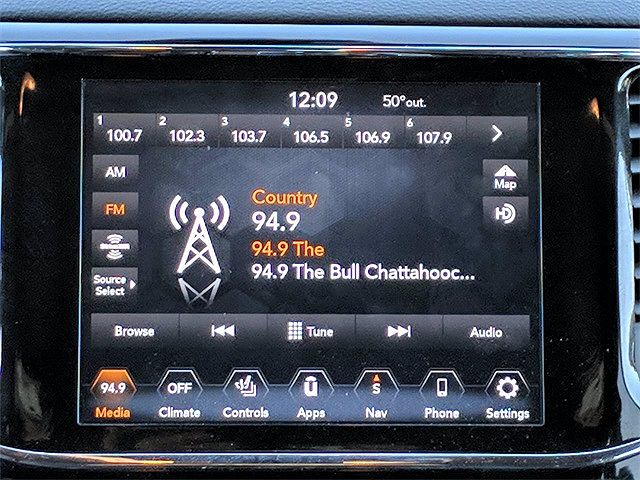 12:09 50°out.
1 100.7 2 102.3 3 103.7 4 106.5 5 106.9 6 107.9
AM
FM
Source
Select
Country
94.9
94.9 The
94.9 The Bull Chattahooc...
Map
HD
Browse Tune Audio
94.9 OFF S
Media Climate Controls Apps Nav Phone Settings